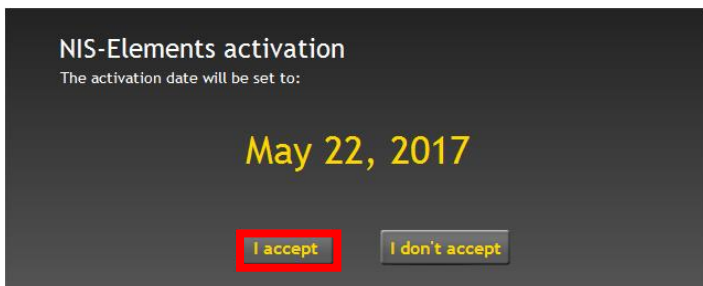 NIS-Elements activation
The activation date will be set to:
May 22, 2017
I accept
I don't accept